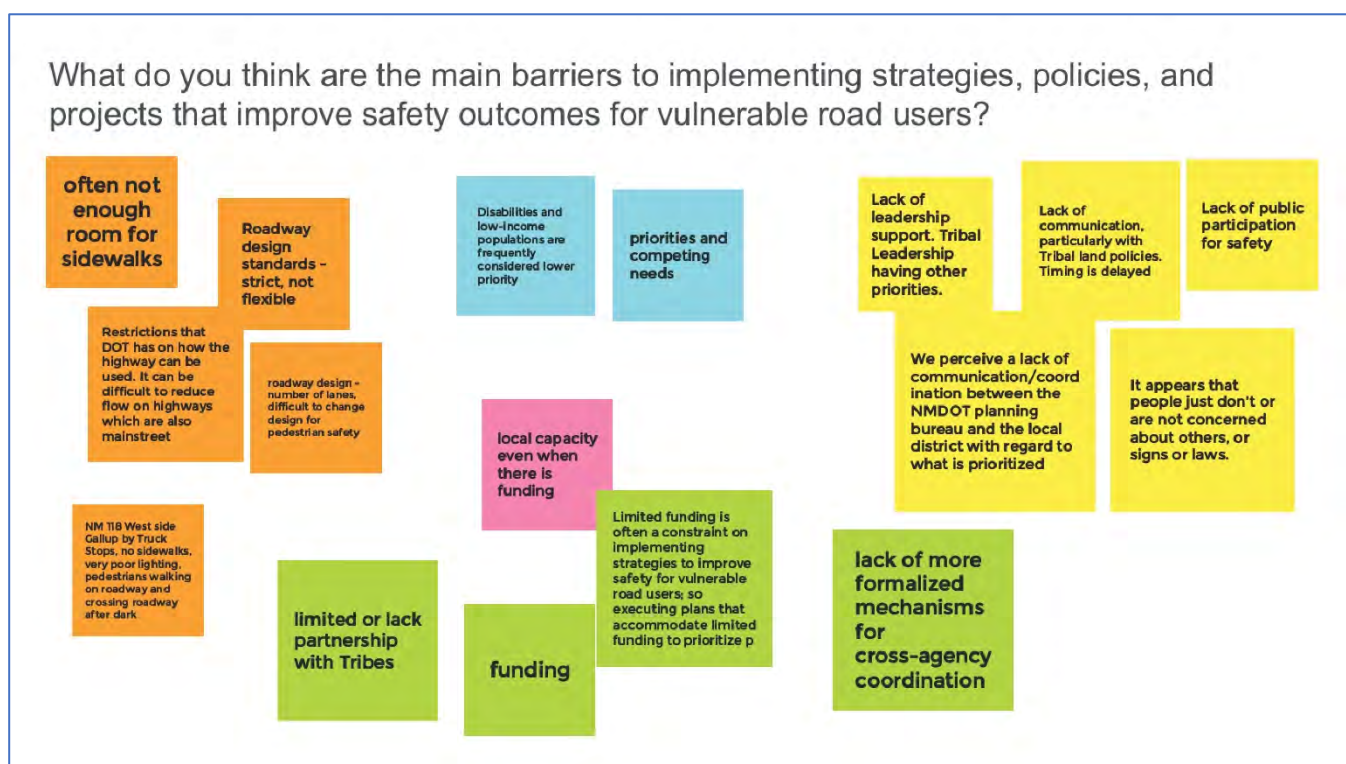 What do you think are the main barriers to implementing strategies, policies, and
projects that improve safety outcomes for vulnerable road users?
often not
enough
room for
sidewalks
Roadway
design
standards -
strict, not
flexible
Restrictions that
DOT has on how the
highway can be
used. It can be
difficult to reduce
flow on highways
which are also
mainstreet
roadway design -
number of lanes,
difficult to change
design for
pedestrian safety
NM 118 West side
Gallup by Truck
Stops, no sidewalks,
very poor lighting,
pedestrians walking
on roadway and
crossing roadway
after dark
Disabilities and
low-income
populations are
frequently
considered lower
priority
priorities and
competing
needs
local capacity
even when
there is
funding
Limited funding is
often a constraint on
implementing
strategies to improve
safety for vulnerable
road users; so
executing plans that
accommodate limited
funding to prioritize p
limited or lack
partnership
with Tribes
funding
Lack of
leadership
support. Tribal
Leadership
having other
priorities.
Lack of
communication,
particularly with
Tribal land policies.
Timing is delayed
Lack of public
participation
for safety
We perceive a lack of
communication/coord
ination between the
NMDOT planning
bureau and the local
district with regard to
what is prioritized
It appears that
people just don't or
are not concerned
about others, or
signs or laws.
lack of more
formalized
mechanisms
for
cross-agency
coordination